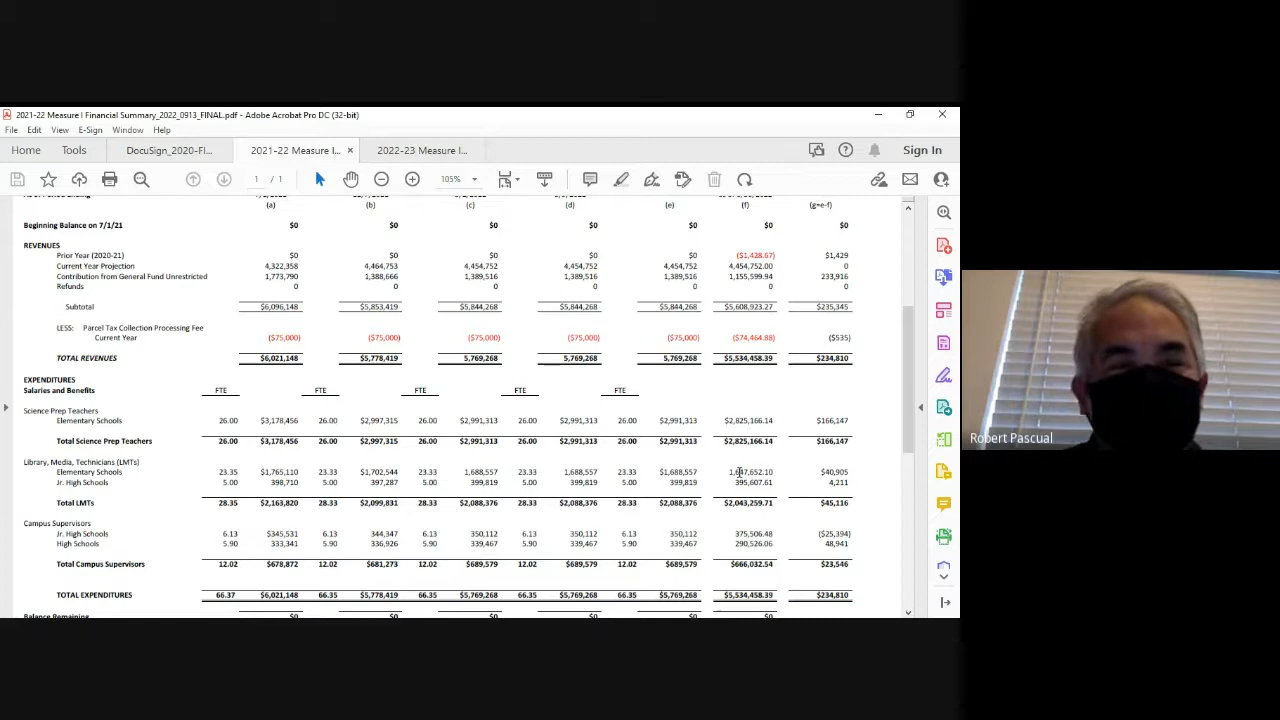 2021-22 Measure I Financial Summary_2022_0913_FINAL.pdf - Adobe Acrobat Pro DC (32-bit)
File Edit View E-Sign Window Help
Home Tools DocuSign_2020-FI... 2021-22 Measure I... × 2022-23 Measure I... Sign In
1 / 1 105%
(a) (b) (c) (d) (e) (f) (g=e-f)
Beginning Balance on 7/1/21 $0 $0 $0 $0 $0 $0 $0
REVENUES
Prior Year (2020-21) $0 $0 $0 $0 $0 ($1,428.67) $1,429
Current Year Projection 4,322,358 4,464,753 4,454,752 4,454,752 4,454,752 4,454,752.00 0
Contribution from General Fund Unrestricted 1,773,790 1,388,666 1,389,516 1,389,516 1,389,516 1,155,599.94 233,916
Refunds 0 0 0 0 0 0 0
Subtotal $6,096,148 $5,853,419 $5,844,268 $5,844,268 $5,844,268 $5,608,923.27 $235,345
LESS: Parcel Tax Collection Processing Fee
Current Year ($75,000) ($75,000) ($75,000) ($75,000) ($75,000) ($74,464.88) ($535)
TOTAL REVENUES $6,021,148 $5,778,419 5,769,268 5,769,268 5,769,268 $5,534,458.39 $234,810
EXPENDITURES
Salaries and Benefits FTE FTE FTE FTE FTE
Science Prep Teachers
Elementary Schools 26.00 $3,178,456 26.00 $2,997,315 26.00 $2,991,313 26.00 $2,991,313 26.00 $2,991,313 $2,825,166.14 $166,147
Total Science Prep Teachers 26.00 $3,178,456 26.00 $2,997,315 26.00 $2,991,313 26.00 $2,991,313 26.00 $2,991,313 $2,825,166.14 $166,147
Library, Media, Technicians (LMTs)
Elementary Schools 23.35 $1,765,110 23.33 $1,702,544 23.33 1,688,557 23.33 1,688,557 23.33 $1,688,557 $40,905
Jr. High Schools 5.00 398,710 5.00 397,287 5.00 399,819 5.00 399,819 5.00 399,819 395,607.61 4,211
Total LMTs 28.35 $2,163,820 28.33 $2,099,831 28.33 $2,088,376 28.33 $2,088,376 28.33 $2,088,376 $2,043,259.71 $45,116
Campus Supervisors
Jr. High Schools 6.13 $345,531 6.13 344,347 6.13 350,112 6.13 350,112 6.13 350,112 375,506.48 ($25,394)
High Schools 5.90 333,341 5.90 336,926 5.90 339,467 5.90 339,467 5.90 339,467 290,526.06 48,941
Total Campus Supervisors 12.02 $678,872 12.02 $681,273 12.02 $689,579 12.02 $689,579 12.02 $689,579 $666,032.54 $23,546
TOTAL EXPENDITURES 66.37 $6,021,148 66.35 $5,778,419 66.35 $5,769,268 66.35 $5,769,268 66.35 $5,769,268 $5,534,458.39 $234,810
Balance Remaining $0 $0 $0 $0 $0 $0
Robert Pascual